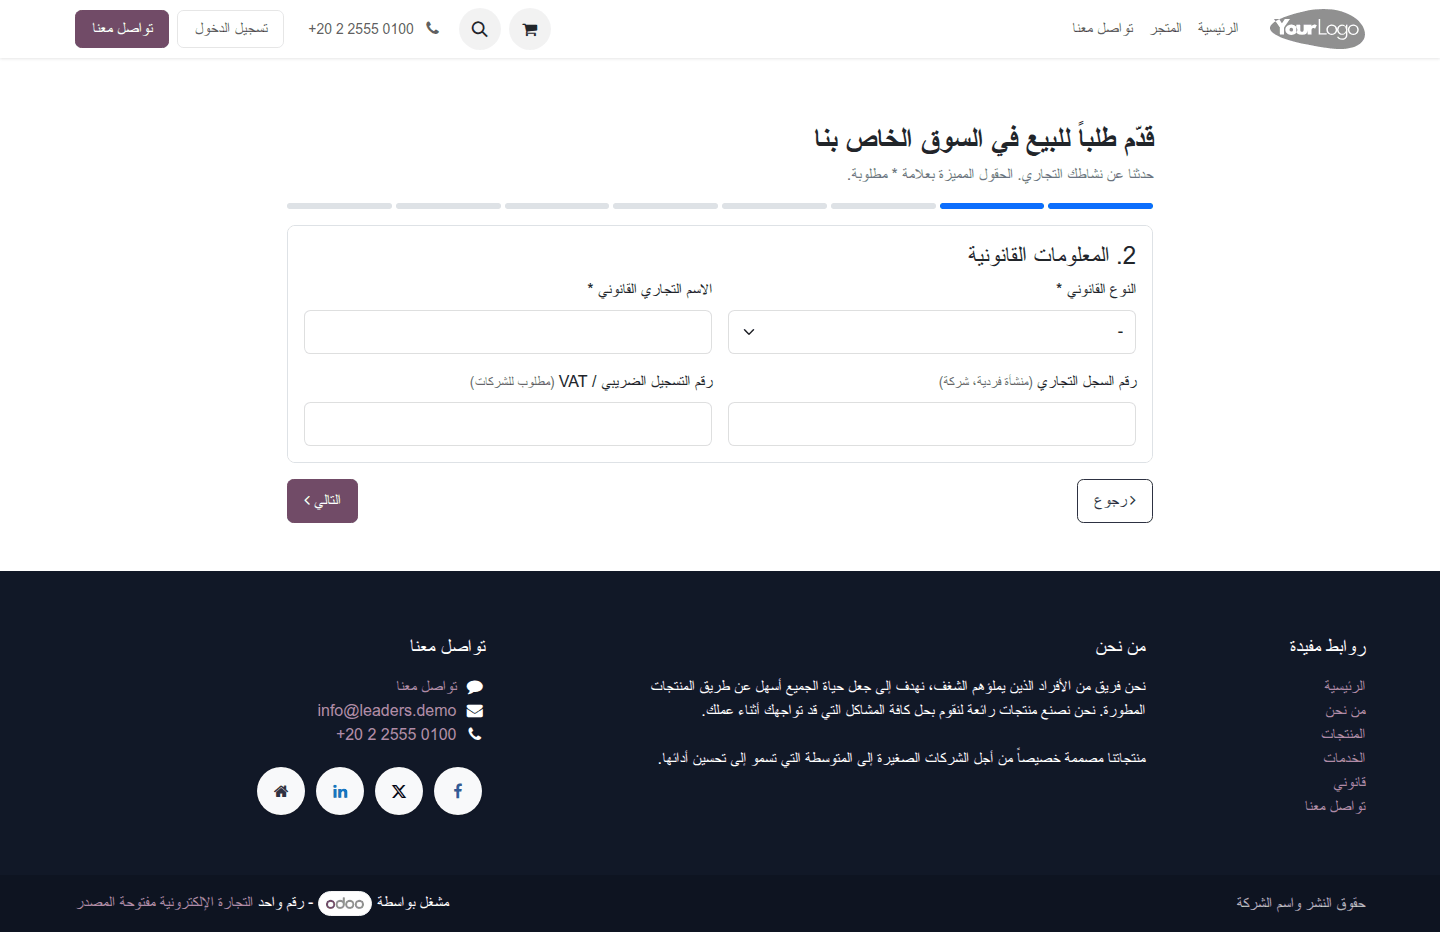 YourLogo
الرئيسية
المتجر
تواصل معنا
+20 2 2555 0100
تسجيل الدخول
تواصل معنا
قدّم طلباً للبيع في السوق الخاص بنا
حدثنا عن نشاطك التجاري. الحقول المميزة بعلامة * مطلوبة.
2. المعلومات القانونية
النوع القانوني *
الاسم التجاري القانوني *
-
رقم السجل التجاري (منشأة فردية، شركة)
رقم التسجيل الضريبي / VAT (مطلوب للشركات)
رجوع
التالي
روابط مفيدة
الرئيسية
من نحن
المنتجات
الخدمات
قانوني
تواصل معنا
من نحن
نحن فريق من الأفراد الذين يملؤهم الشغف، نهدف إلى جعل حياة الجميع أسهل عن طريق المنتجات
المطورة. نحن نصنع منتجات رائعة لنقوم بحل كافة المشاكل التي قد تواجهك أثناء عملك.
منتجاتنا مصممة خصيصاً من أجل الشركات الصغيرة إلى المتوسطة التي تسمو إلى تحسين أدائها.
تواصل معنا
تواصل معنا
info@leaders.demo
+20 2 2555 0100
حقوق النشر واسم الشركة
مشغل بواسطة odoo - رقم واحد التجارة الإلكترونية مفتوحة المصدر